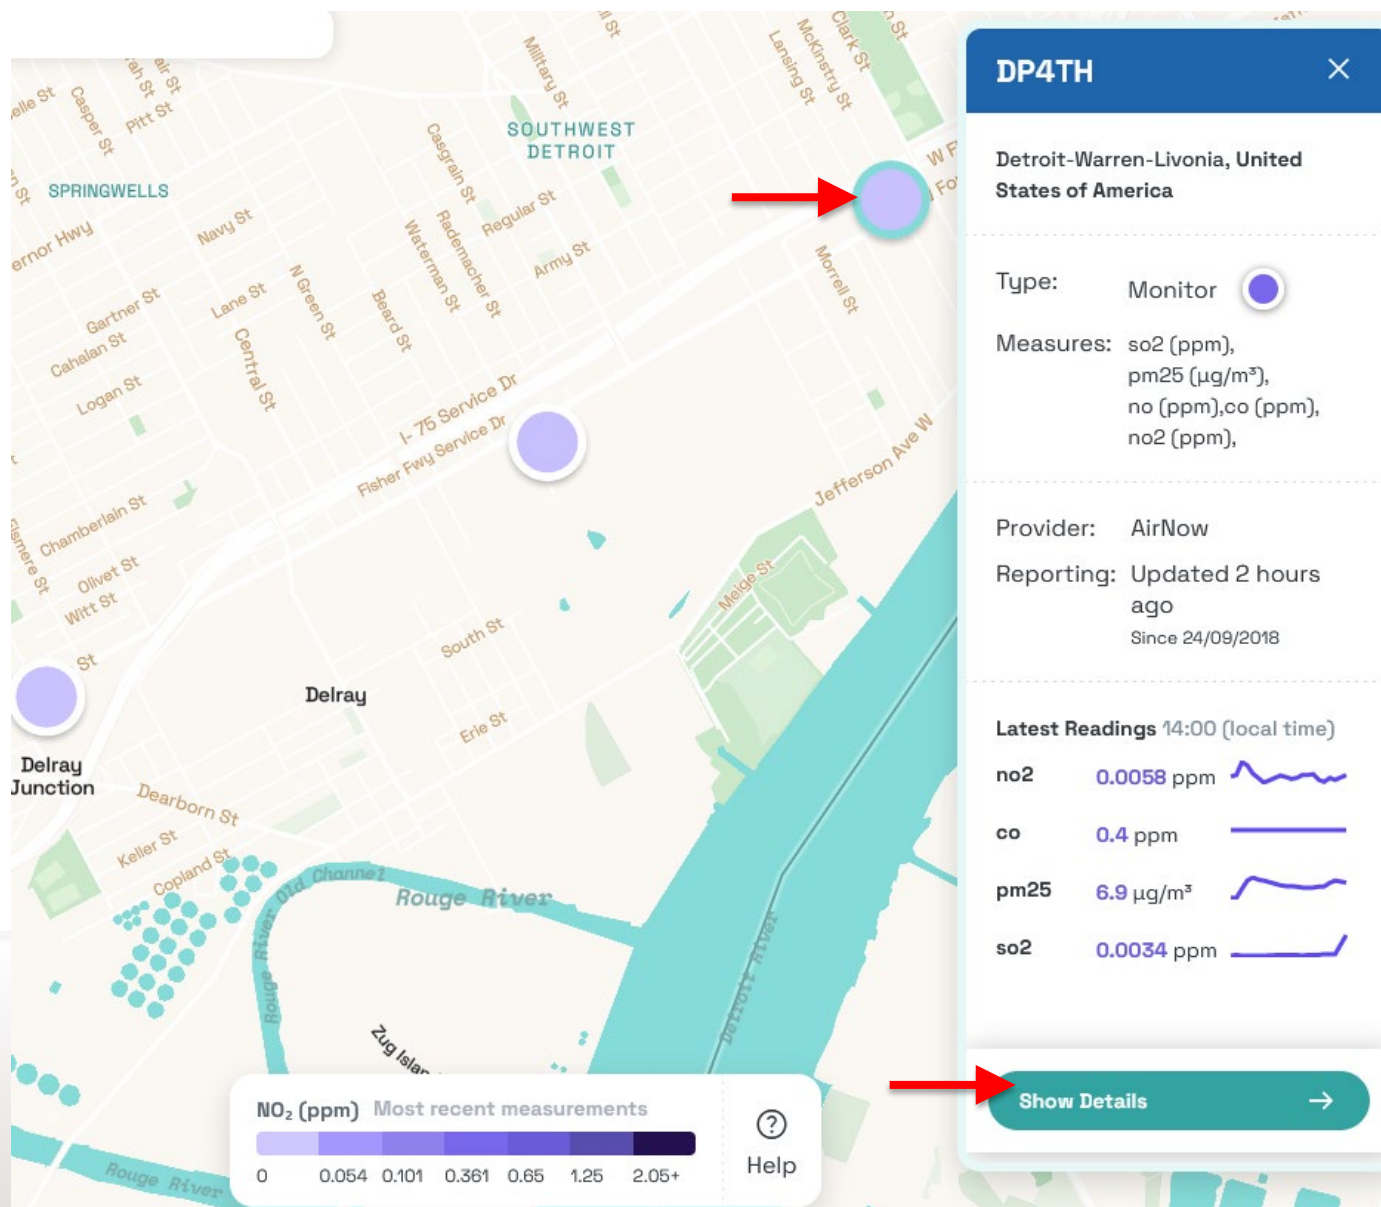 DP4TH
Detroit-Warren-Livonia, United
States of America
Type:
Monitor
Measures:
so2 (ppm),
pm25 (µg/m³),
no (ppm),co (ppm),
no2 (ppm),
Provider:
AirNow
Reporting:
Updated 2 hours
ago
Since 24/09/2018
Latest Readings 14:00 (local time)
no2 0.0058 ppm
co 0.4 ppm
pm25 6.9 µg/m³
so2 0.0034 ppm
Show Details
Military St
Lansing St
McKinstry St
Clark St
Casper St
Pitt St
SOUTHWEST
DETROIT
SPRINGWELLS
Casgrain St
Regular St
Navy St
Rademacher St
Waterman St
Army St
Morrell St
N Green St
Lane St
Gartner St
Beard St
Cahalan St
Central St
Logan St
I- 75 Service Dr
Fisher Fwy Service Dr
Jefferson Ave W
Chamberlain St
Olivet St
Witt St
Meige St
South St
Delray
Erie St
Delray
Junction
Dearborn St
Keller St
Copland St
Rouge River Old Channel
Rouge River
Detroit River
Rouge River
NO₂ (ppm) Most recent measurements
0 0.054 0.101 0.361 0.65 1.25 2.05+
Help